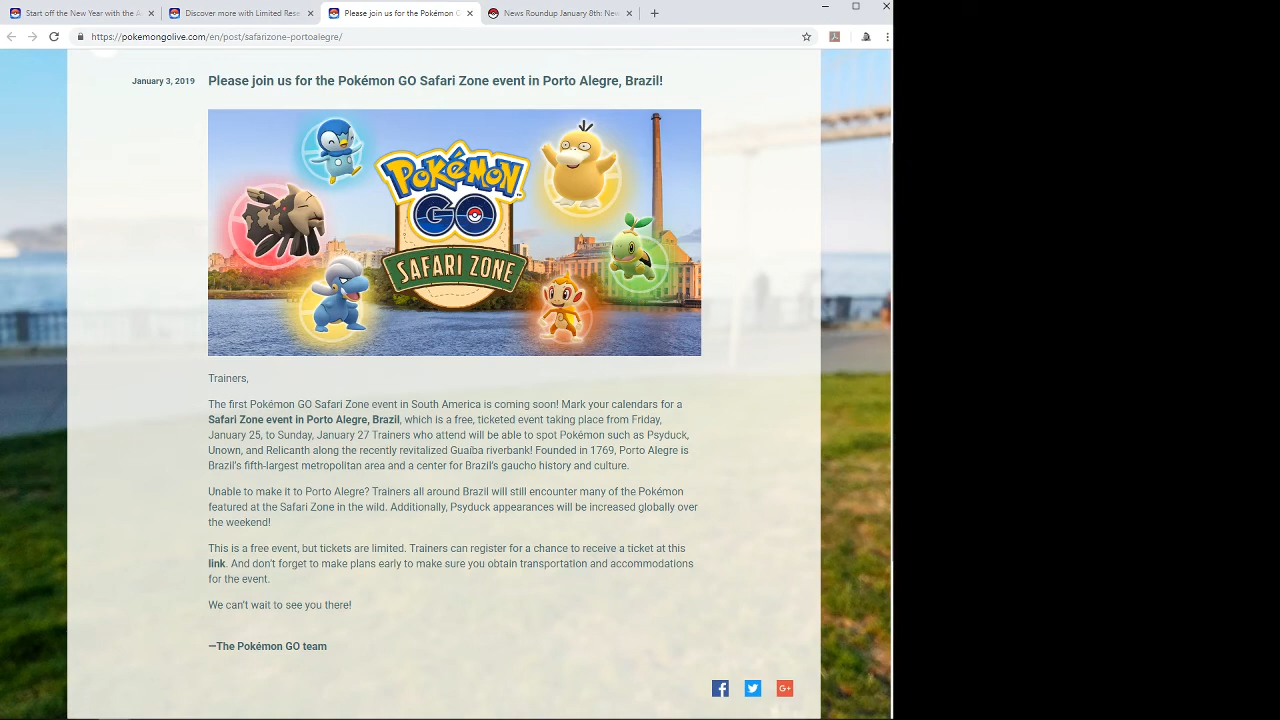 Start off the New Year with the A
Discover more with Limited Rese
Please join us for the Pokémon G
News Roundup January 8th: New
https://pokemongolive.com/en/post/safarizone-portoalegre/
January 3, 2019
Please join us for the Pokémon GO Safari Zone event in Porto Alegre, Brazil!
POKéMON
GO
SAFARI ZONE
Trainers,
The first Pokémon GO Safari Zone event in South America is coming soon! Mark your calendars for a
Safari Zone event in Porto Alegre, Brazil, which is a free, ticketed event taking place from Friday,
January 25, to Sunday, January 27 Trainers who attend will be able to spot Pokémon such as Psyduck,
Unown, and Relicanth along the recently revitalized Guaíba riverbank! Founded in 1769, Porto Alegre is
Brazil's fifth-largest metropolitan area and a center for Brazil's gaucho history and culture.
Unable to make it to Porto Alegre? Trainers all around Brazil will still encounter many of the Pokémon
featured at the Safari Zone in the wild. Additionally, Psyduck appearances will be increased globally over
the weekend!
This is a free event, but tickets are limited. Trainers can register for a chance to receive a ticket at this
link. And don't forget to make plans early to make sure you obtain transportation and accommodations
for the event.
We can't wait to see you there!
—The Pokémon GO team
G+